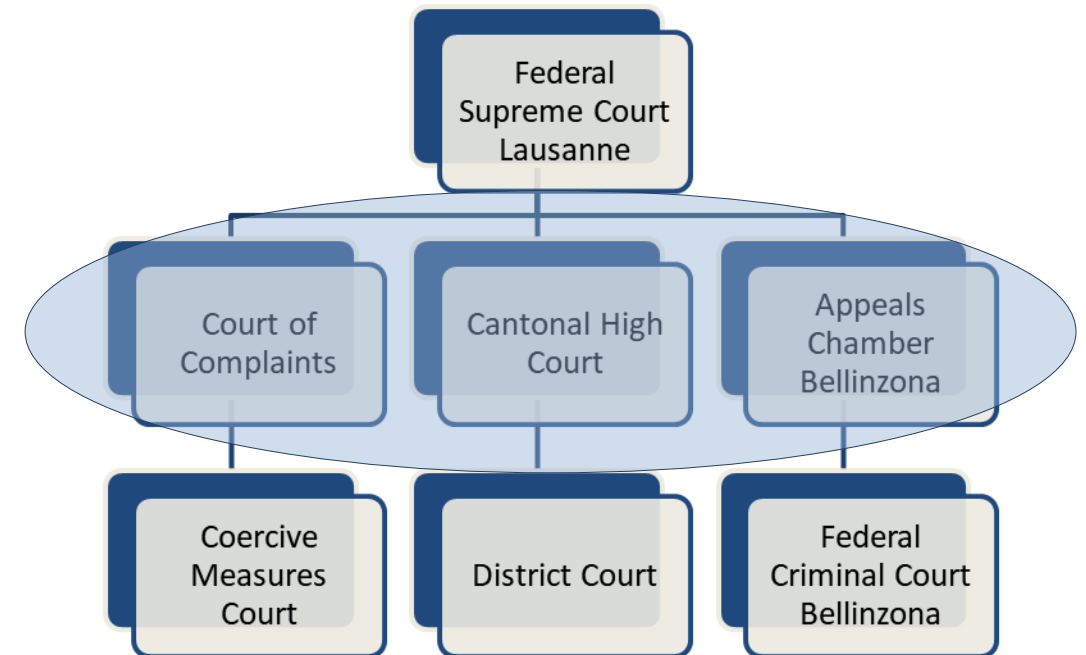 Federal
Supreme Court
Lausanne
Court of
Complaints
Cantonal High
Court
Appeals
Chamber
Bellinzona
Coercive
Measures
Court
District Court
Federal
Criminal Court
Bellinzona